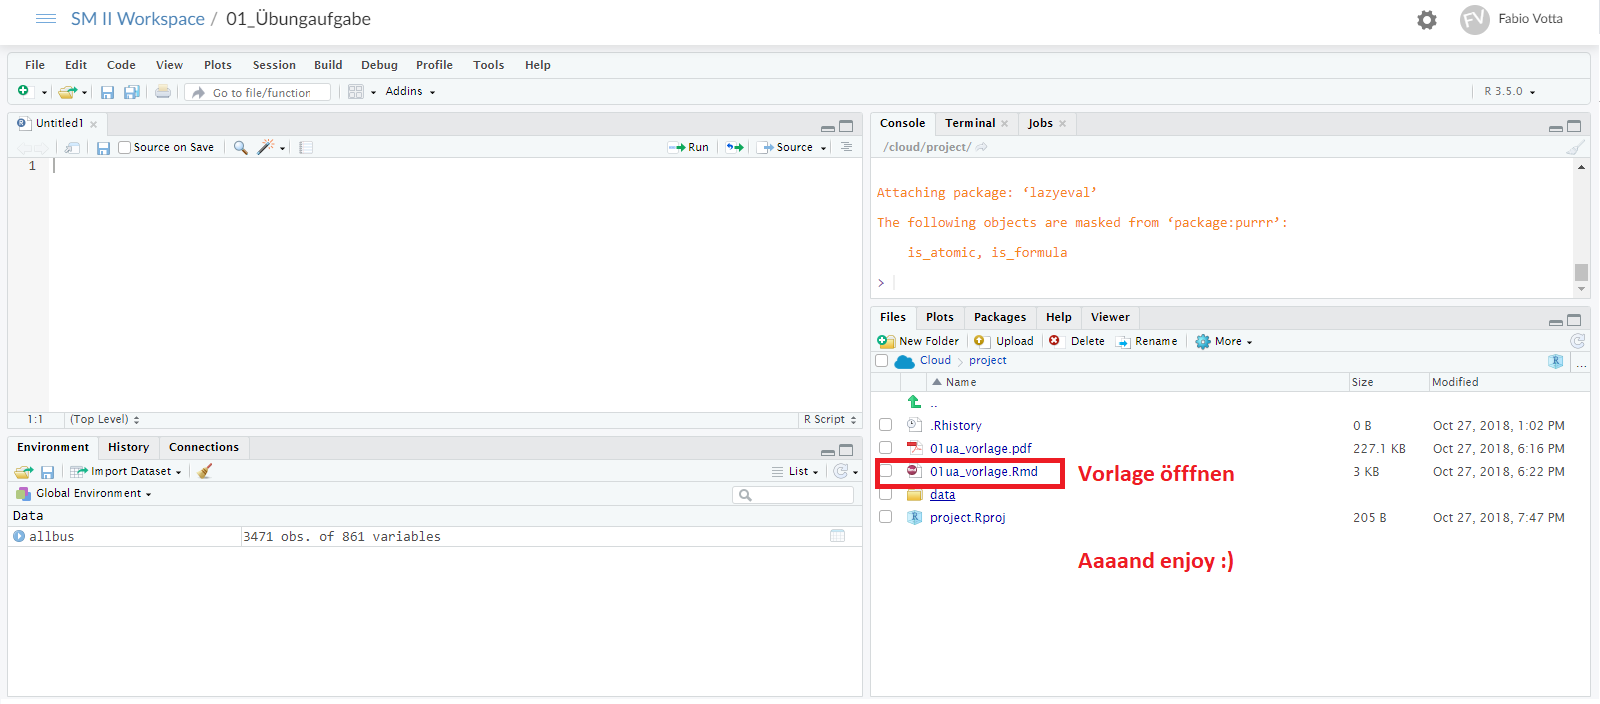 SM II Workspace / 01_Übungaufgabe
FV Fabio Votta
File Edit Code View Plots Session Build Debug Profile Tools Help
Go to file/function Addins R 3.5.0
Untitled1
Source on Save Run Source
1
1:1 (Top Level) R Script
Environment History Connections
Import Dataset List
Global Environment
Data
allbus 3471 obs. of 861 variables
Console Terminal Jobs
/cloud/project/
Attaching package: ‘lazyeval’
The following objects are masked from ‘package:purrr’:
is_atomic, is_formula
>
Files Plots Packages Help Viewer
New Folder Upload Delete Rename More
Cloud project ...
Name Size Modified
..
.Rhistory 0 B Oct 27, 2018, 1:02 PM
01ua_vorlage.pdf 227.1 KB Oct 27, 2018, 6:16 PM
01ua_vorlage.Rmd Vorlage öfffnen 3 KB Oct 27, 2018, 6:22 PM
data
project.Rproj 205 B Oct 27, 2018, 7:47 PM
Aaaand enjoy :)